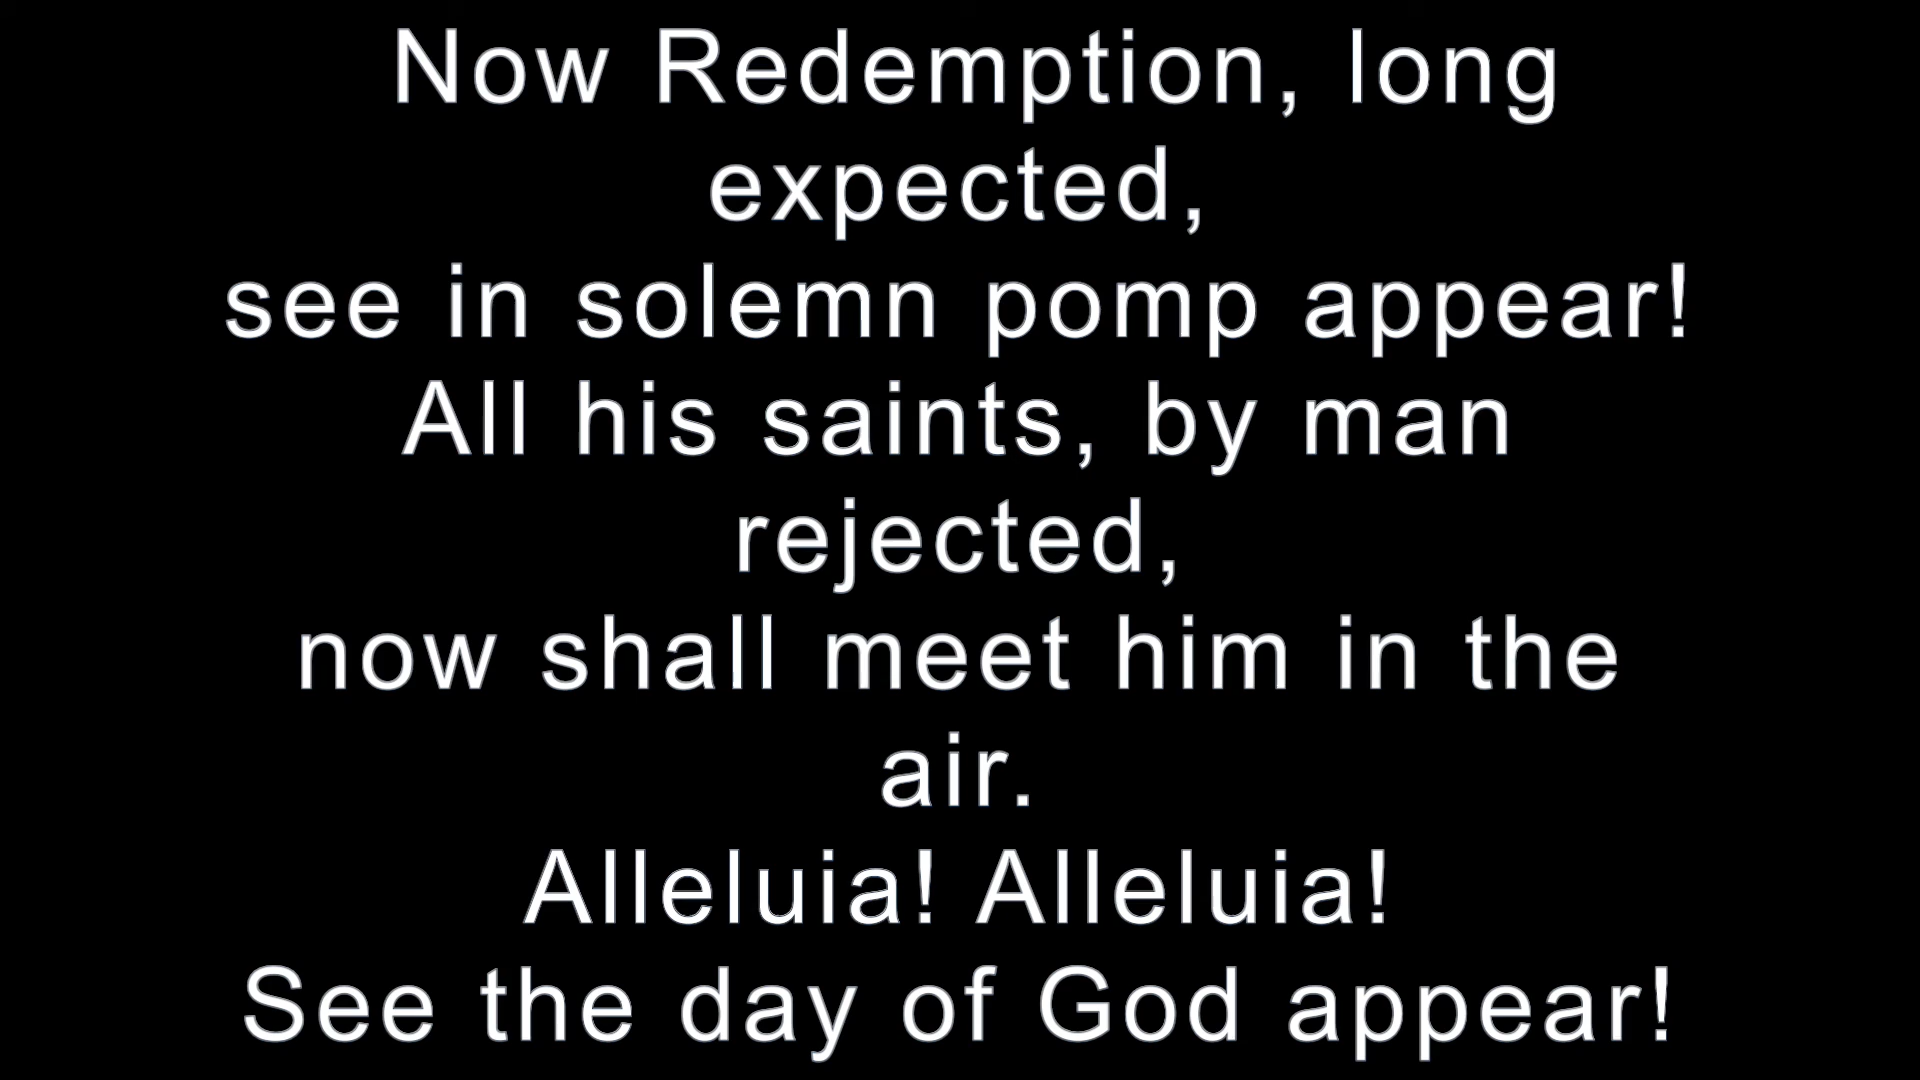 Now Redemption, long
expected,
see in solemn pomp appear!
All his saints, by man
rejected,
now shall meet him in the
air.
Alleluia! Alleluia!
See the day of God appear!